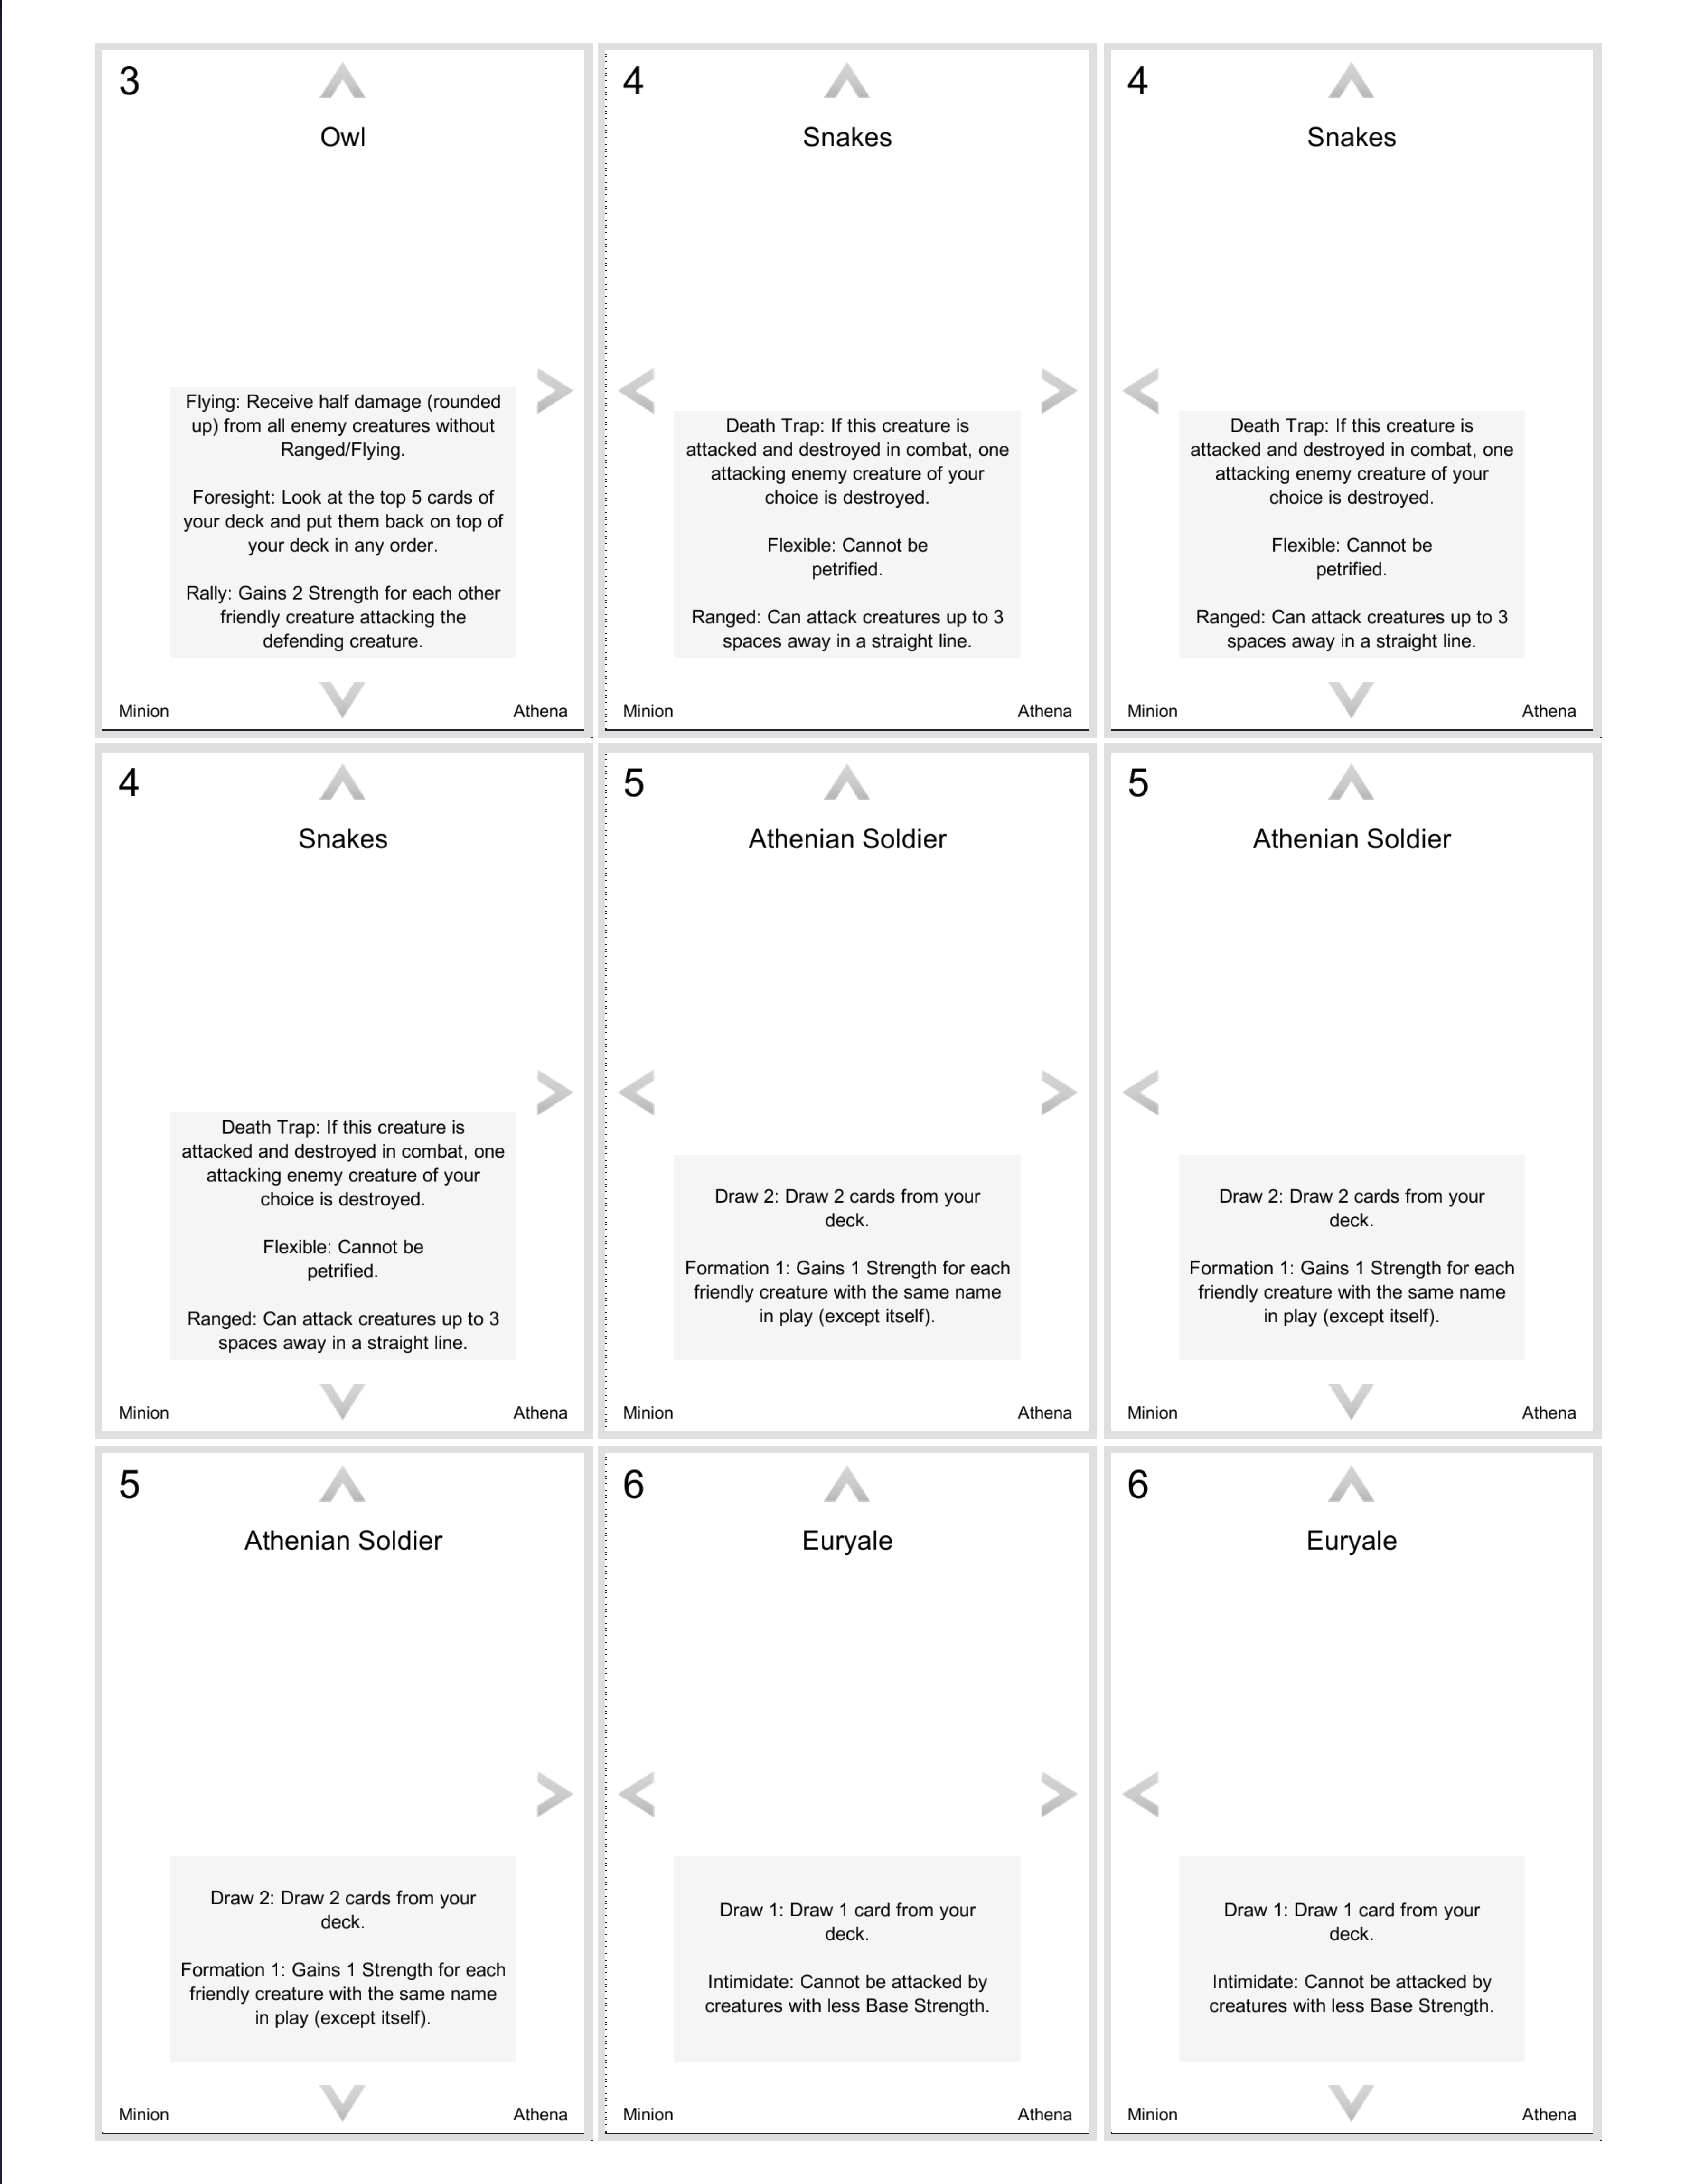 3
Owl
Flying: Receive half damage (rounded
up) from all enemy creatures without
Ranged/Flying.
Foresight: Look at the top 5 cards of
your deck and put them back on top of
your deck in any order.
Rally: Gains 2 Strength for each other
friendly creature attacking the
defending creature.
Minion
Athena
4
Snakes
Death Trap: If this creature is
attacked and destroyed in combat, one
attacking enemy creature of your
choice is destroyed.
Flexible: Cannot be
petrified.
Ranged: Can attack creatures up to 3
spaces away in a straight line.
Minion
Athena
4
Snakes
Death Trap: If this creature is
attacked and destroyed in combat, one
attacking enemy creature of your
choice is destroyed.
Flexible: Cannot be
petrified.
Ranged: Can attack creatures up to 3
spaces away in a straight line.
Minion
Athena
4
Snakes
Death Trap: If this creature is
attacked and destroyed in combat, one
attacking enemy creature of your
choice is destroyed.
Flexible: Cannot be
petrified.
Ranged: Can attack creatures up to 3
spaces away in a straight line.
Minion
Athena
5
Athenian Soldier
Draw 2: Draw 2 cards from your
deck.
Formation 1: Gains 1 Strength for each
friendly creature with the same name
in play (except itself).
Minion
Athena
5
Athenian Soldier
Draw 2: Draw 2 cards from your
deck.
Formation 1: Gains 1 Strength for each
friendly creature with the same name
in play (except itself).
Minion
Athena
5
Athenian Soldier
Draw 2: Draw 2 cards from your
deck.
Formation 1: Gains 1 Strength for each
friendly creature with the same name
in play (except itself).
Minion
Athena
6
Euryale
Draw 1: Draw 1 card from your
deck.
Intimidate: Cannot be attacked by
creatures with less Base Strength.
Minion
Athena
6
Euryale
Draw 1: Draw 1 card from your
deck.
Intimidate: Cannot be attacked by
creatures with less Base Strength.
Minion
Athena